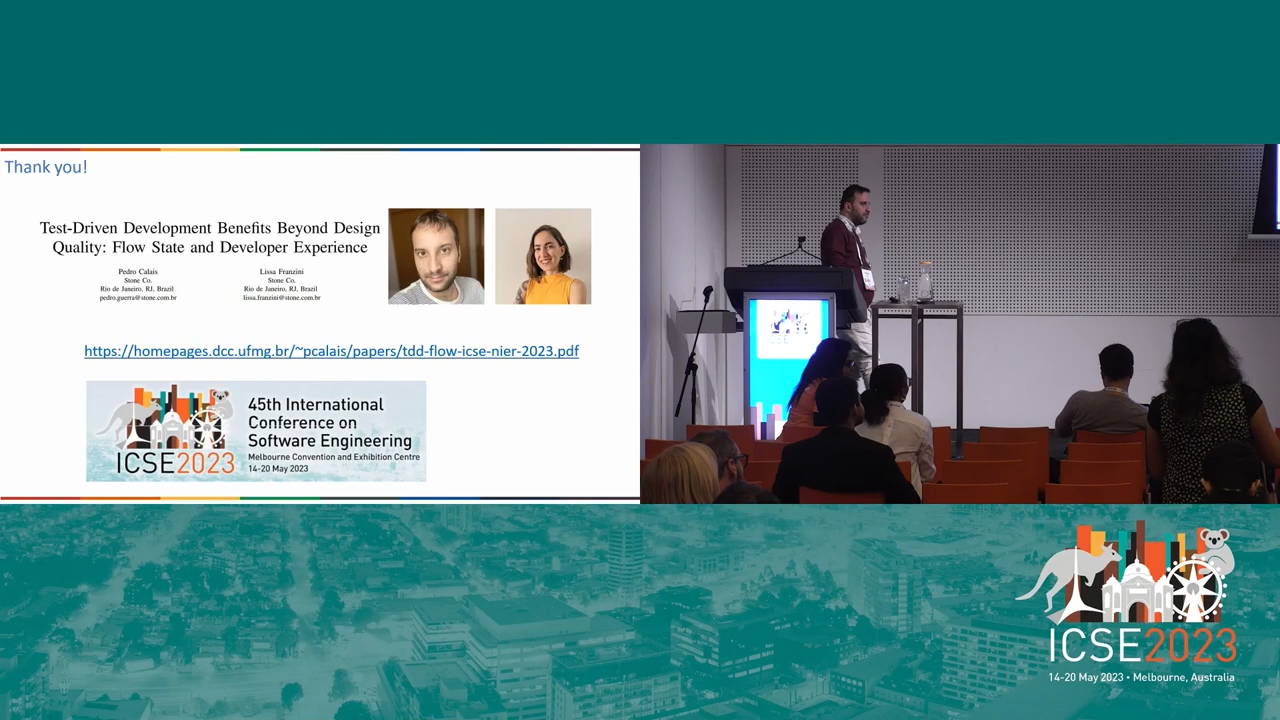 Thank you!
Test-Driven Development Benefits Beyond Design
Quality: Flow State and Developer Experience
Pedro Calais
Stone Co.
Rio de Janeiro, RJ, Brazil
pedro.guerra@stone.com.br
Lissa Franzini
Stone Co.
Rio de Janeiro, RJ, Brazil
lissa.franzini@stone.com.br
https://homepages.dcc.ufmg.br/~pcalais/papers/tdd-flow-icse-nier-2023.pdf
ICSE2023
45th International
Conference on
Software Engineering
Melbourne Convention and Exhibition Centre
14-20 May 2023
ICSE2023
14-20 May 2023 • Melbourne, Australia